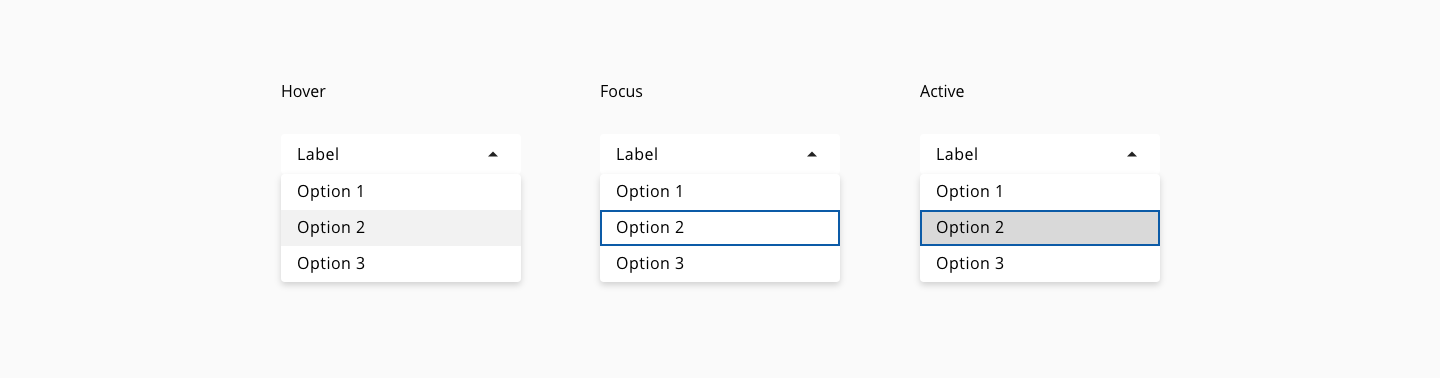 Hover
Label
Option 1
Option 2
Option 3
Focus
Label
Option 1
Option 2
Option 3
Active
Label
Option 1
Option 2
Option 3